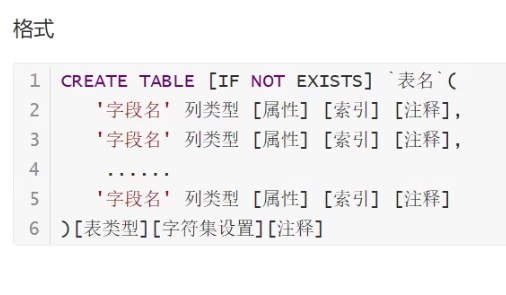 格式
1 CREATE TABLE [IF NOT EXISTS] `表名`(
2 '字段名' 列类型 [属性] [索引] [注释],
3 '字段名' 列类型 [属性] [索引] [注释],
4 ......
5 '字段名' 列类型 [属性] [索引] [注释]
6 )[表类型][字符集设置][注释]